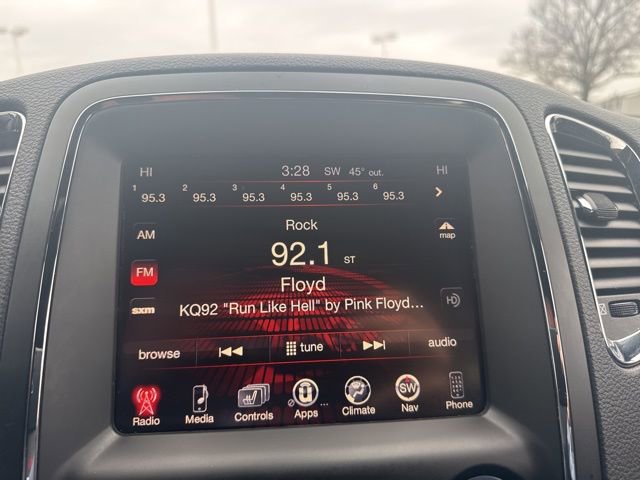 HI 3:28 SW 45° out. HI
1 95.3 2 95.3 3 95.3 4 95.3 5 95.3 6 95.3
Rock
AM
map
92.1 ST
FM
Floyd
sxm
KQ92 "Run Like Hell" by Pink Floyd...
HD
browse tune audio
SW
Radio Media Controls Apps ... Climate Nav Phone